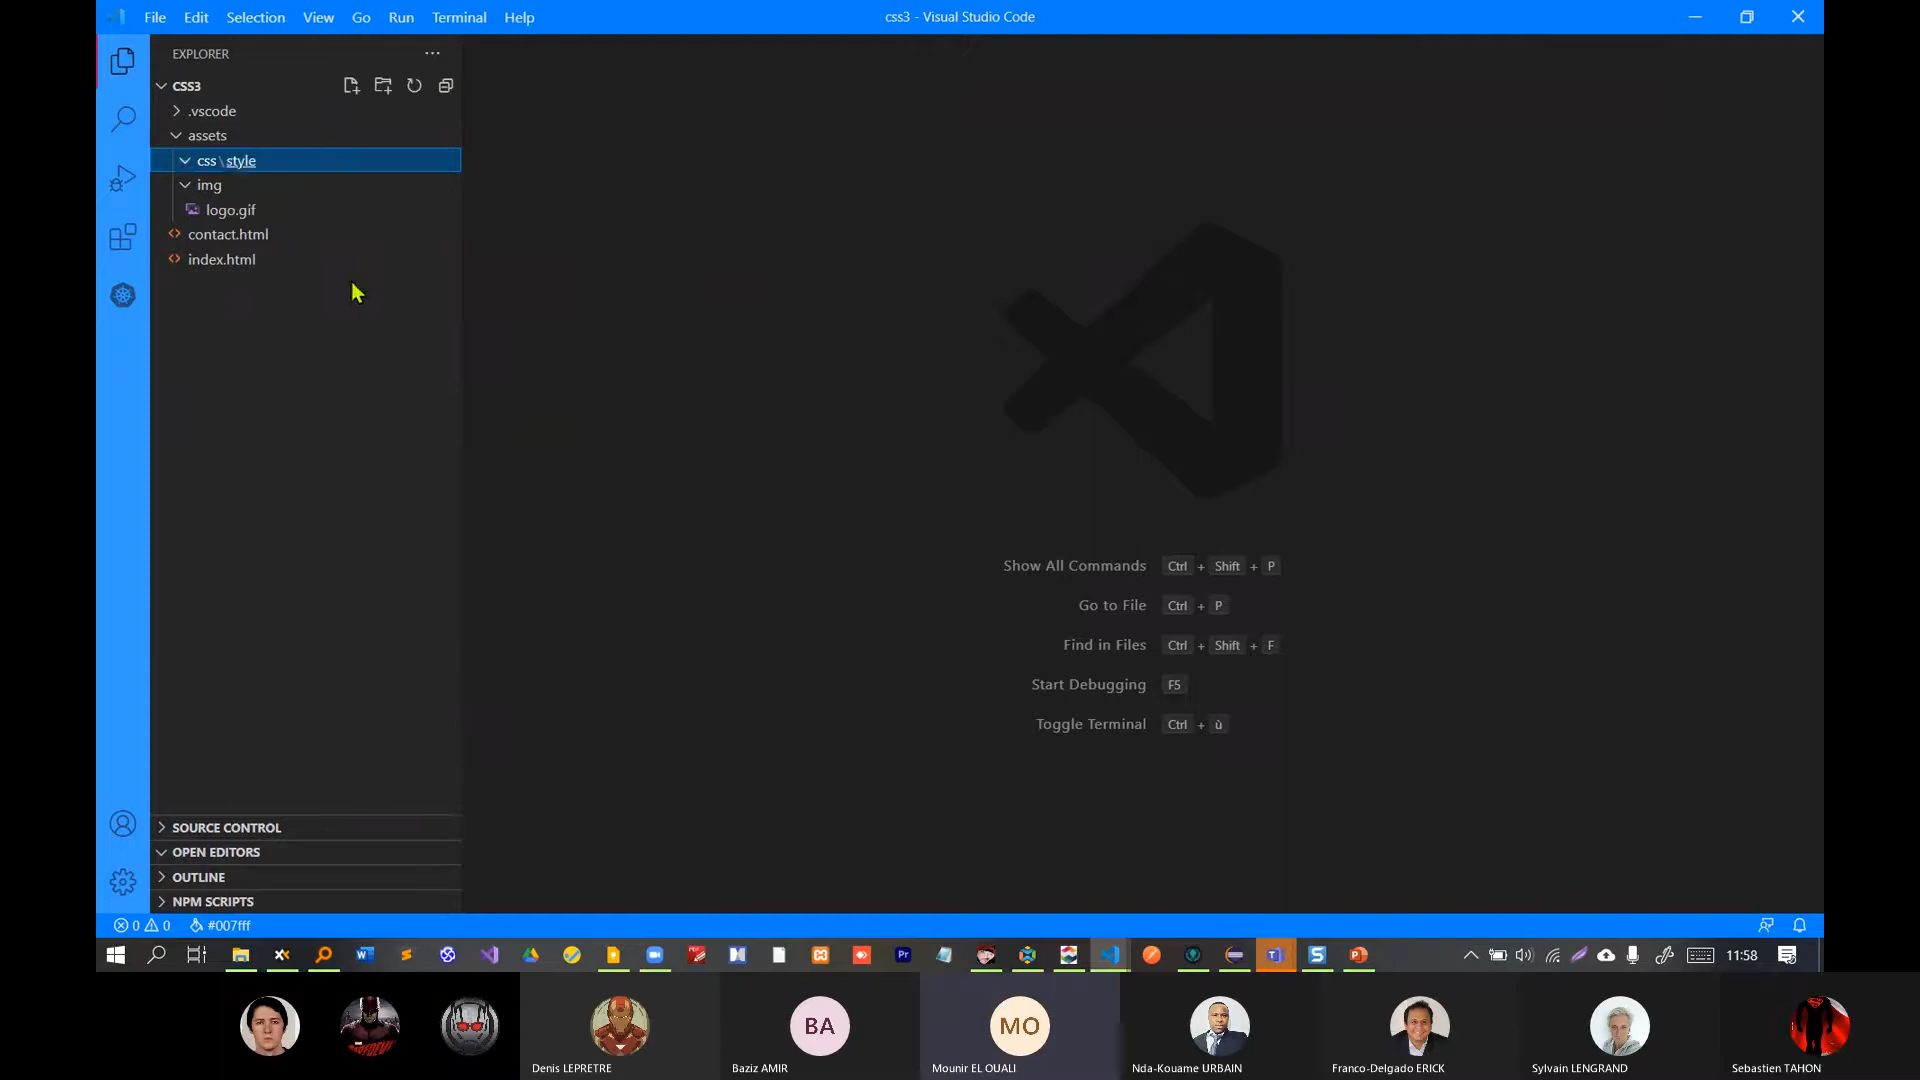 File Edit Selection View Go Run Terminal Help
css3 - Visual Studio Code
EXPLORER
CSS3
.vscode
assets
css\style
img
logo.gif
contact.html
index.html
Show All Commands Ctrl + Shift + P
Go to File Ctrl + P
Find in Files Ctrl + Shift + F
Start Debugging F5
Toggle Terminal Ctrl + ù
SOURCE CONTROL
OPEN EDITORS
OUTLINE
NPM SCRIPTS
0 0 #007fff
11:58
BA MO
Denis LEPRETRE Baziz AMIR Mounir EL OUALI Nda-Kouame URBAIN Franco-Delgado ERICK Sylvain LENGRAND Sebastien TAHON